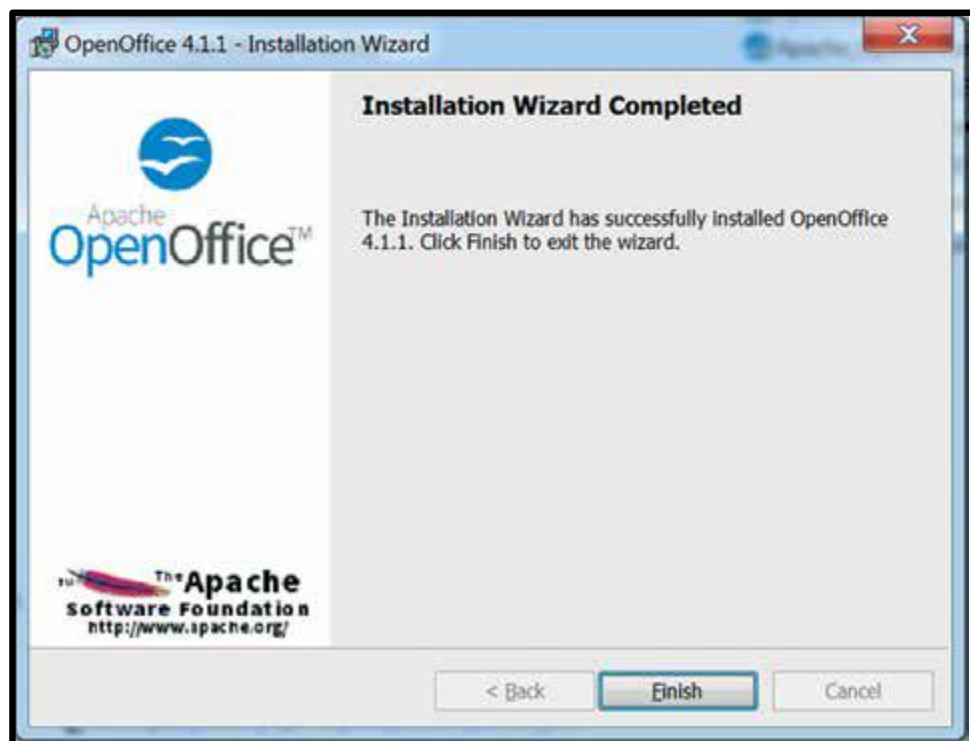 OpenOffice 4.1.1 - Installation Wizard
Installation Wizard Completed
Apache
OpenOffice™
The Installation Wizard has successfully installed OpenOffice
4.1.1. Click Finish to exit the wizard.
The Apache
Software Foundation
http://www.apache.org/
< Back
Finish
Cancel